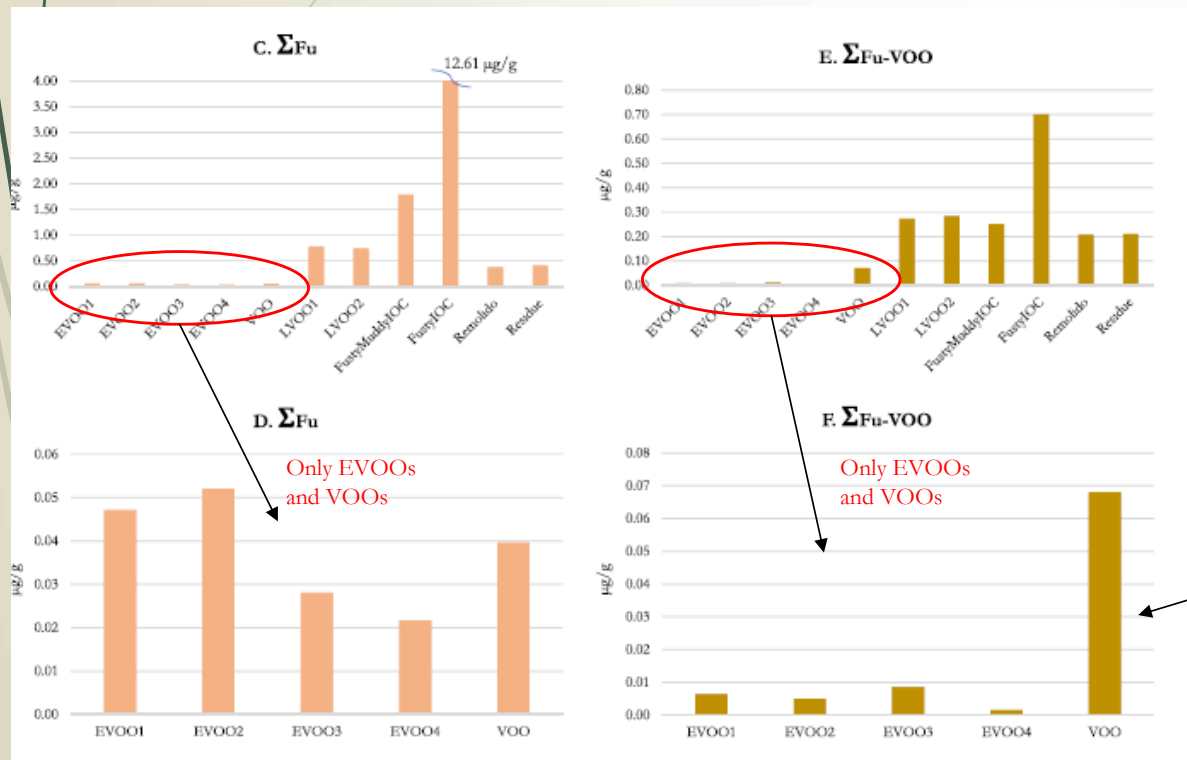 C. ΣFu
12.61 µg/g
4.00
3.50
3.00
2.50
2.00
1.50
1.00
0.50
0.00
µg/g
EVOO1
EVOO2
EVOO3
EVOO4
VOO
LVOO1
LVOO2
FustyMuddyIOC
FustyIOC
Remolido
Residue
E. ΣFu-VOO
0.80
0.70
0.60
0.50
0.40
0.30
0.20
0.10
0.00
µg/g
EVOO1
EVOO2
EVOO3
EVOO4
VOO
LVOO1
LVOO2
FustyMuddyIOC
FustyIOC
Remolido
Residue
D. ΣFu
Only EVOOs
and VOOs
0.06
0.05
0.04
0.03
0.02
0.01
0.00
µg/g
EVOO1
EVOO2
EVOO3
EVOO4
VOO
F. ΣFu-VOO
Only EVOOs
and VOOs
0.08
0.07
0.06
0.05
0.04
0.03
0.02
0.01
0.00
µg/g
EVOO1
EVOO2
EVOO3
EVOO4
VOO